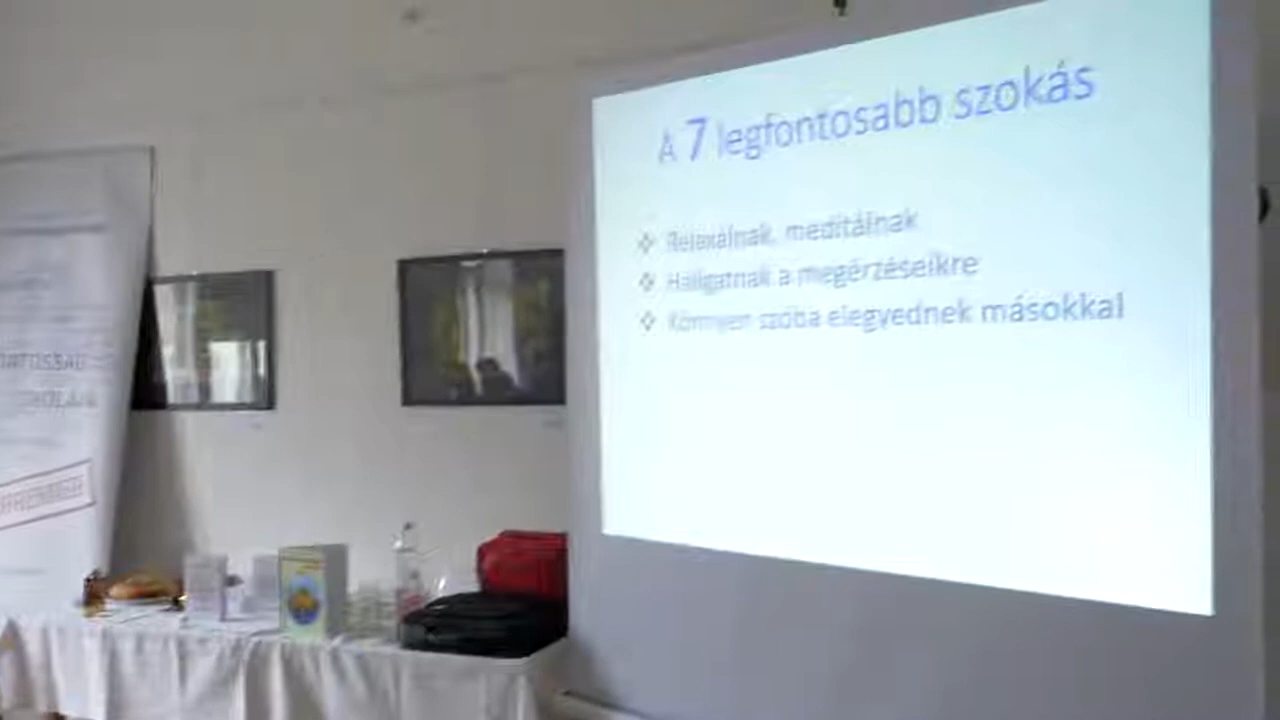 A 7 legfontosabb szokás
Relaxálnak, meditálnak
Hallgatnak a megérzéseikre
Könnyen szóba elegyednek másokkal